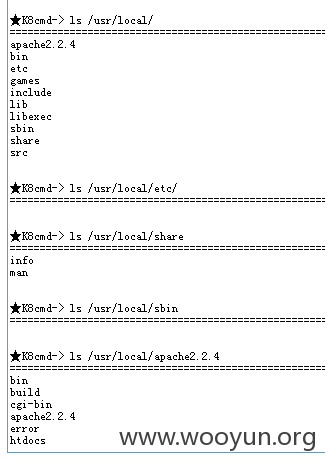 ★K8cmd-> ls /usr/local/
================================================
apache2.2.4
bin
etc
games
include
lib
libexec
sbin
share
src
★K8cmd-> ls /usr/local/etc/
================================================
★K8cmd-> ls /usr/local/share
================================================
info
man
★K8cmd-> ls /usr/local/sbin
================================================
★K8cmd-> ls /usr/local/apache2.2.4
================================================
bin
build
cgi-bin
apache2.2.4
error
htdocs
www.wooyun.org